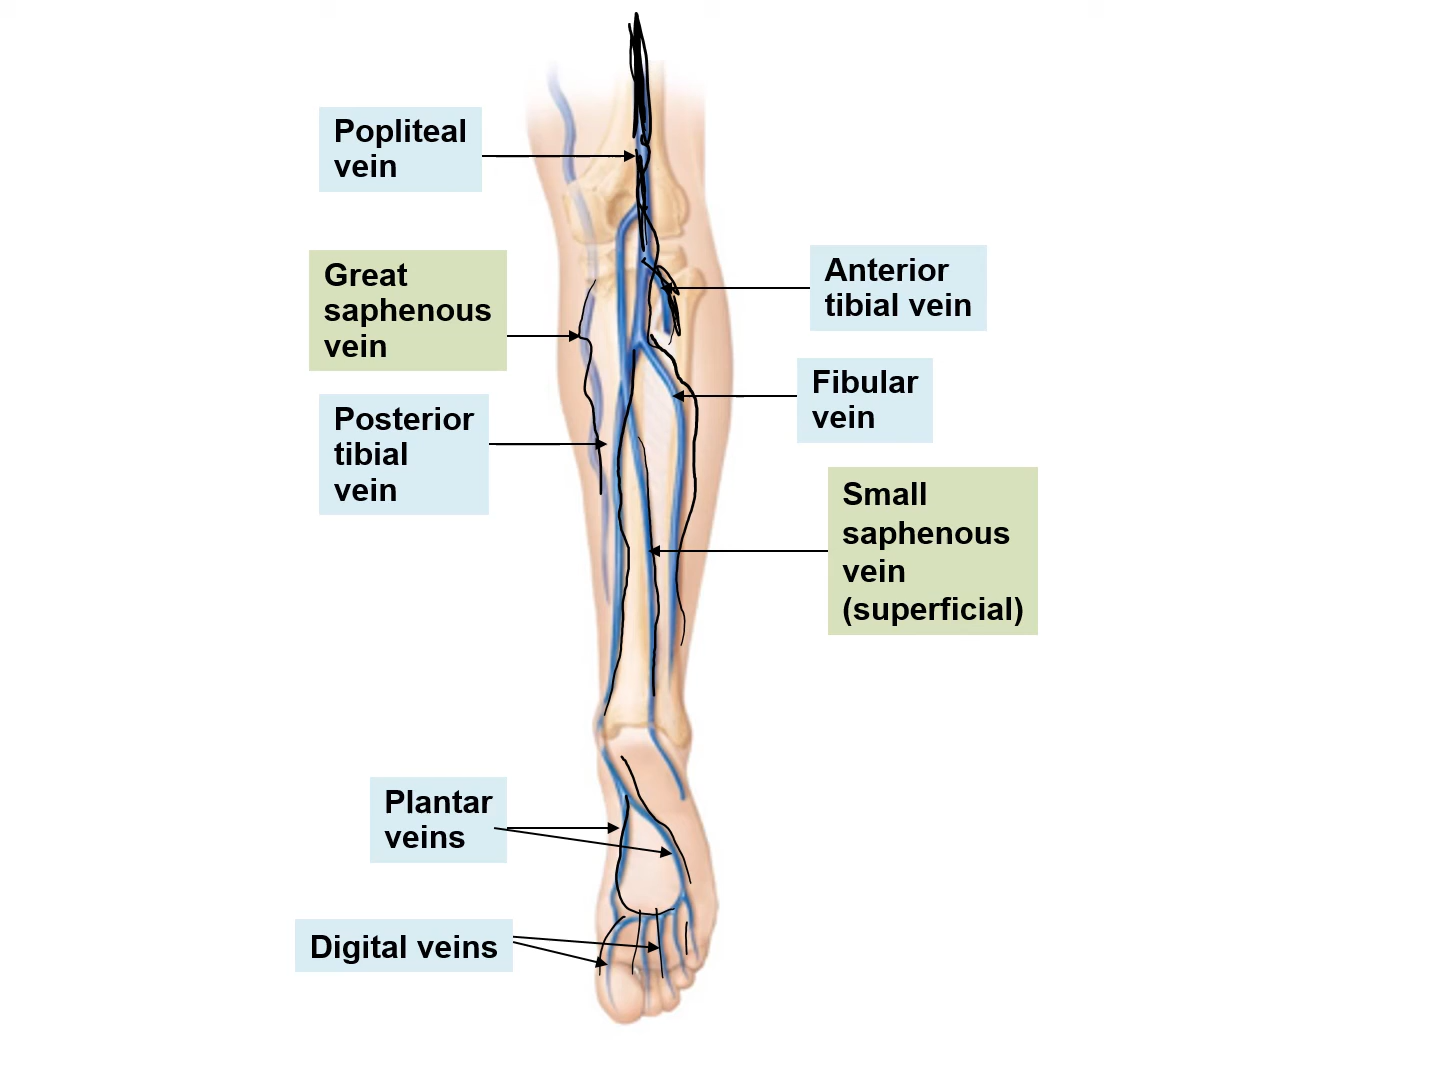 Popliteal
vein
Great
saphenous
vein
Posterior
tibial
vein
Anterior
tibial vein
Fibular
vein
Small
saphenous
vein
(superficial)
Plantar
veins
Digital veins